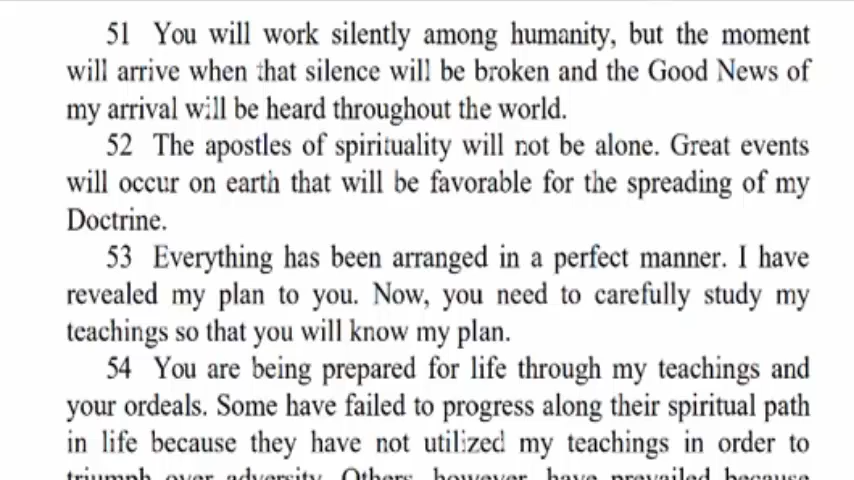 51 You will work silently among humanity, but the moment
will arrive when that silence will be broken and the Good News of
my arrival will be heard throughout the world.
52 The apostles of spirituality will not be alone. Great events
will occur on earth that will be favorable for the spreading of my
Doctrine.
53 Everything has been arranged in a perfect manner. I have
revealed my plan to you. Now, you need to carefully study my
teachings so that you will know my plan.
54 You are being prepared for life through my teachings and
your ordeals. Some have failed to progress along their spiritual path
in life because they have not utilized my teachings in order to
triumph over adversity. Others, however, have prevailed because